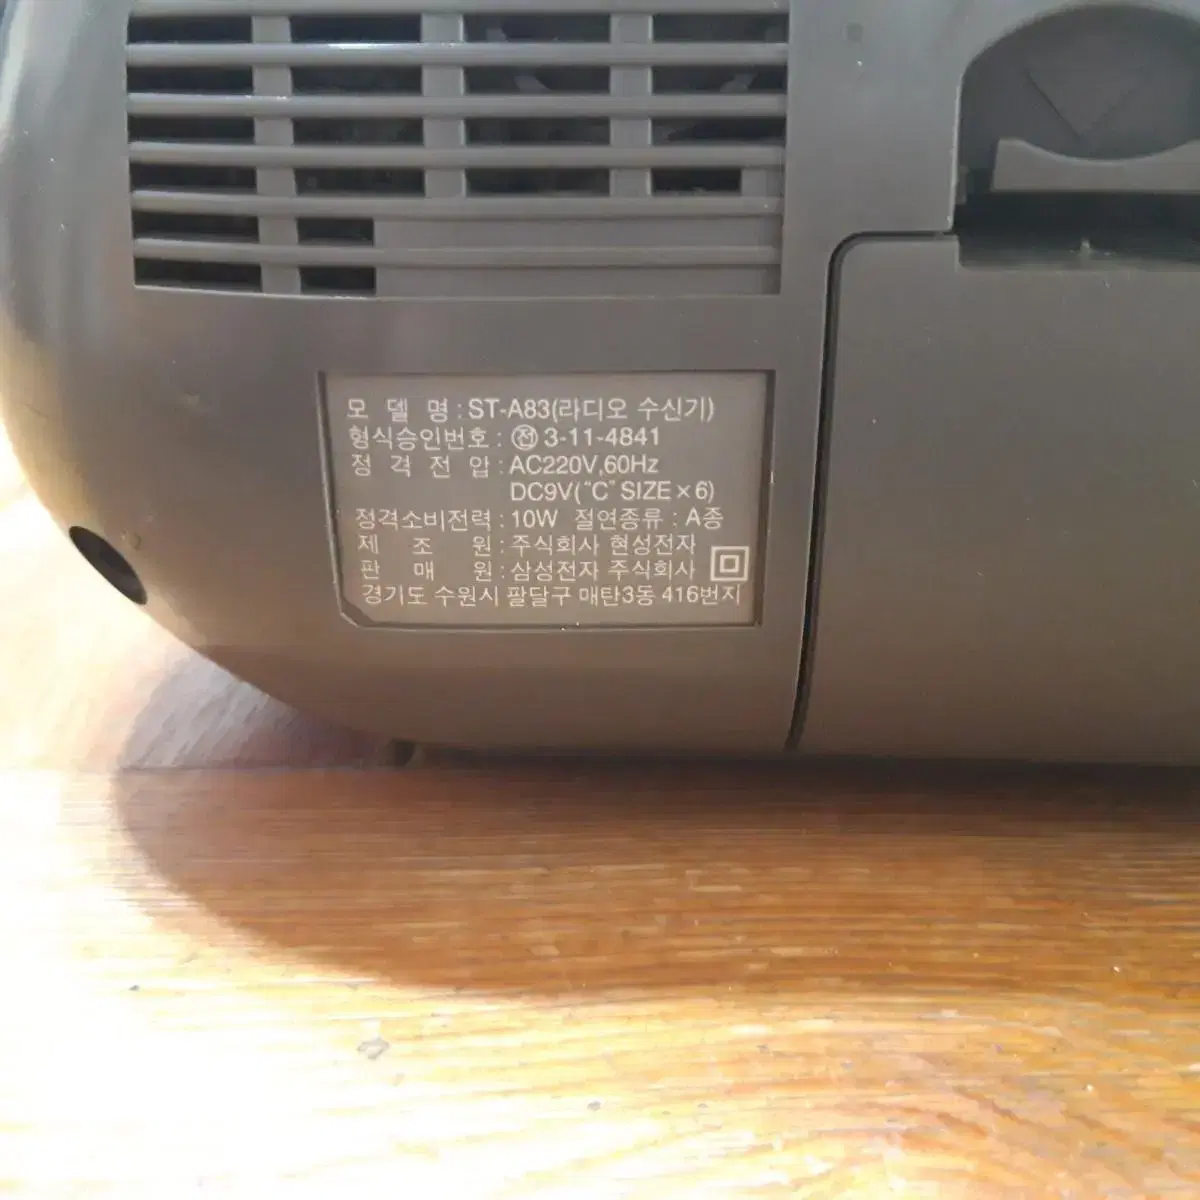 모 델 명 : ST-A83(라디오 수신기)
형식승인번호 : ㉠ 3-11-4841
정 격 전 압 : AC220V,60Hz
DC9V("C" SIZE × 6)
정격소비전력 : 10W 절연종류 : A종
제 조 원 : 주식회사 현성전자
판 매 원 : 삼성전자 주식회사
경기도 수원시 팔달구 매탄3동 416번지